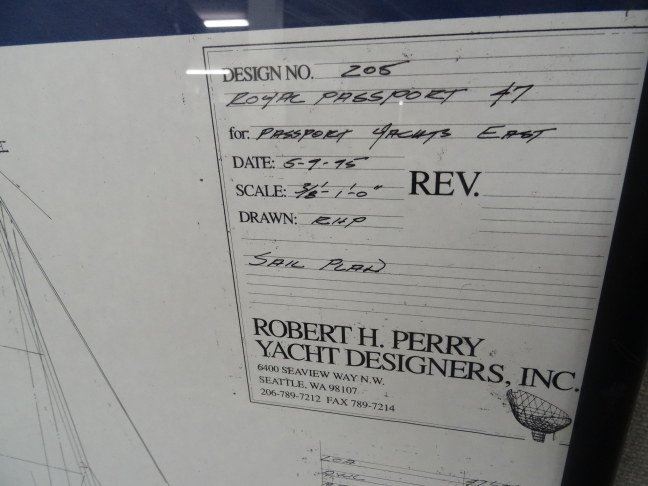 DESIGN NO. 205
ROYAL PASSPORT 47
for: PASSPORT YACHTS EAST
DATE: 5-9-95
SCALE: 3/8"-1'-0"
REV.
DRAWN: RHP
SAIL PLAN
ROBERT H. PERRY
YACHT DESIGNERS, INC.
6400 SEAVIEW WAY N.W.
SEATTLE, WA 98107
206-789-7212 FAX 789-7214
LOA